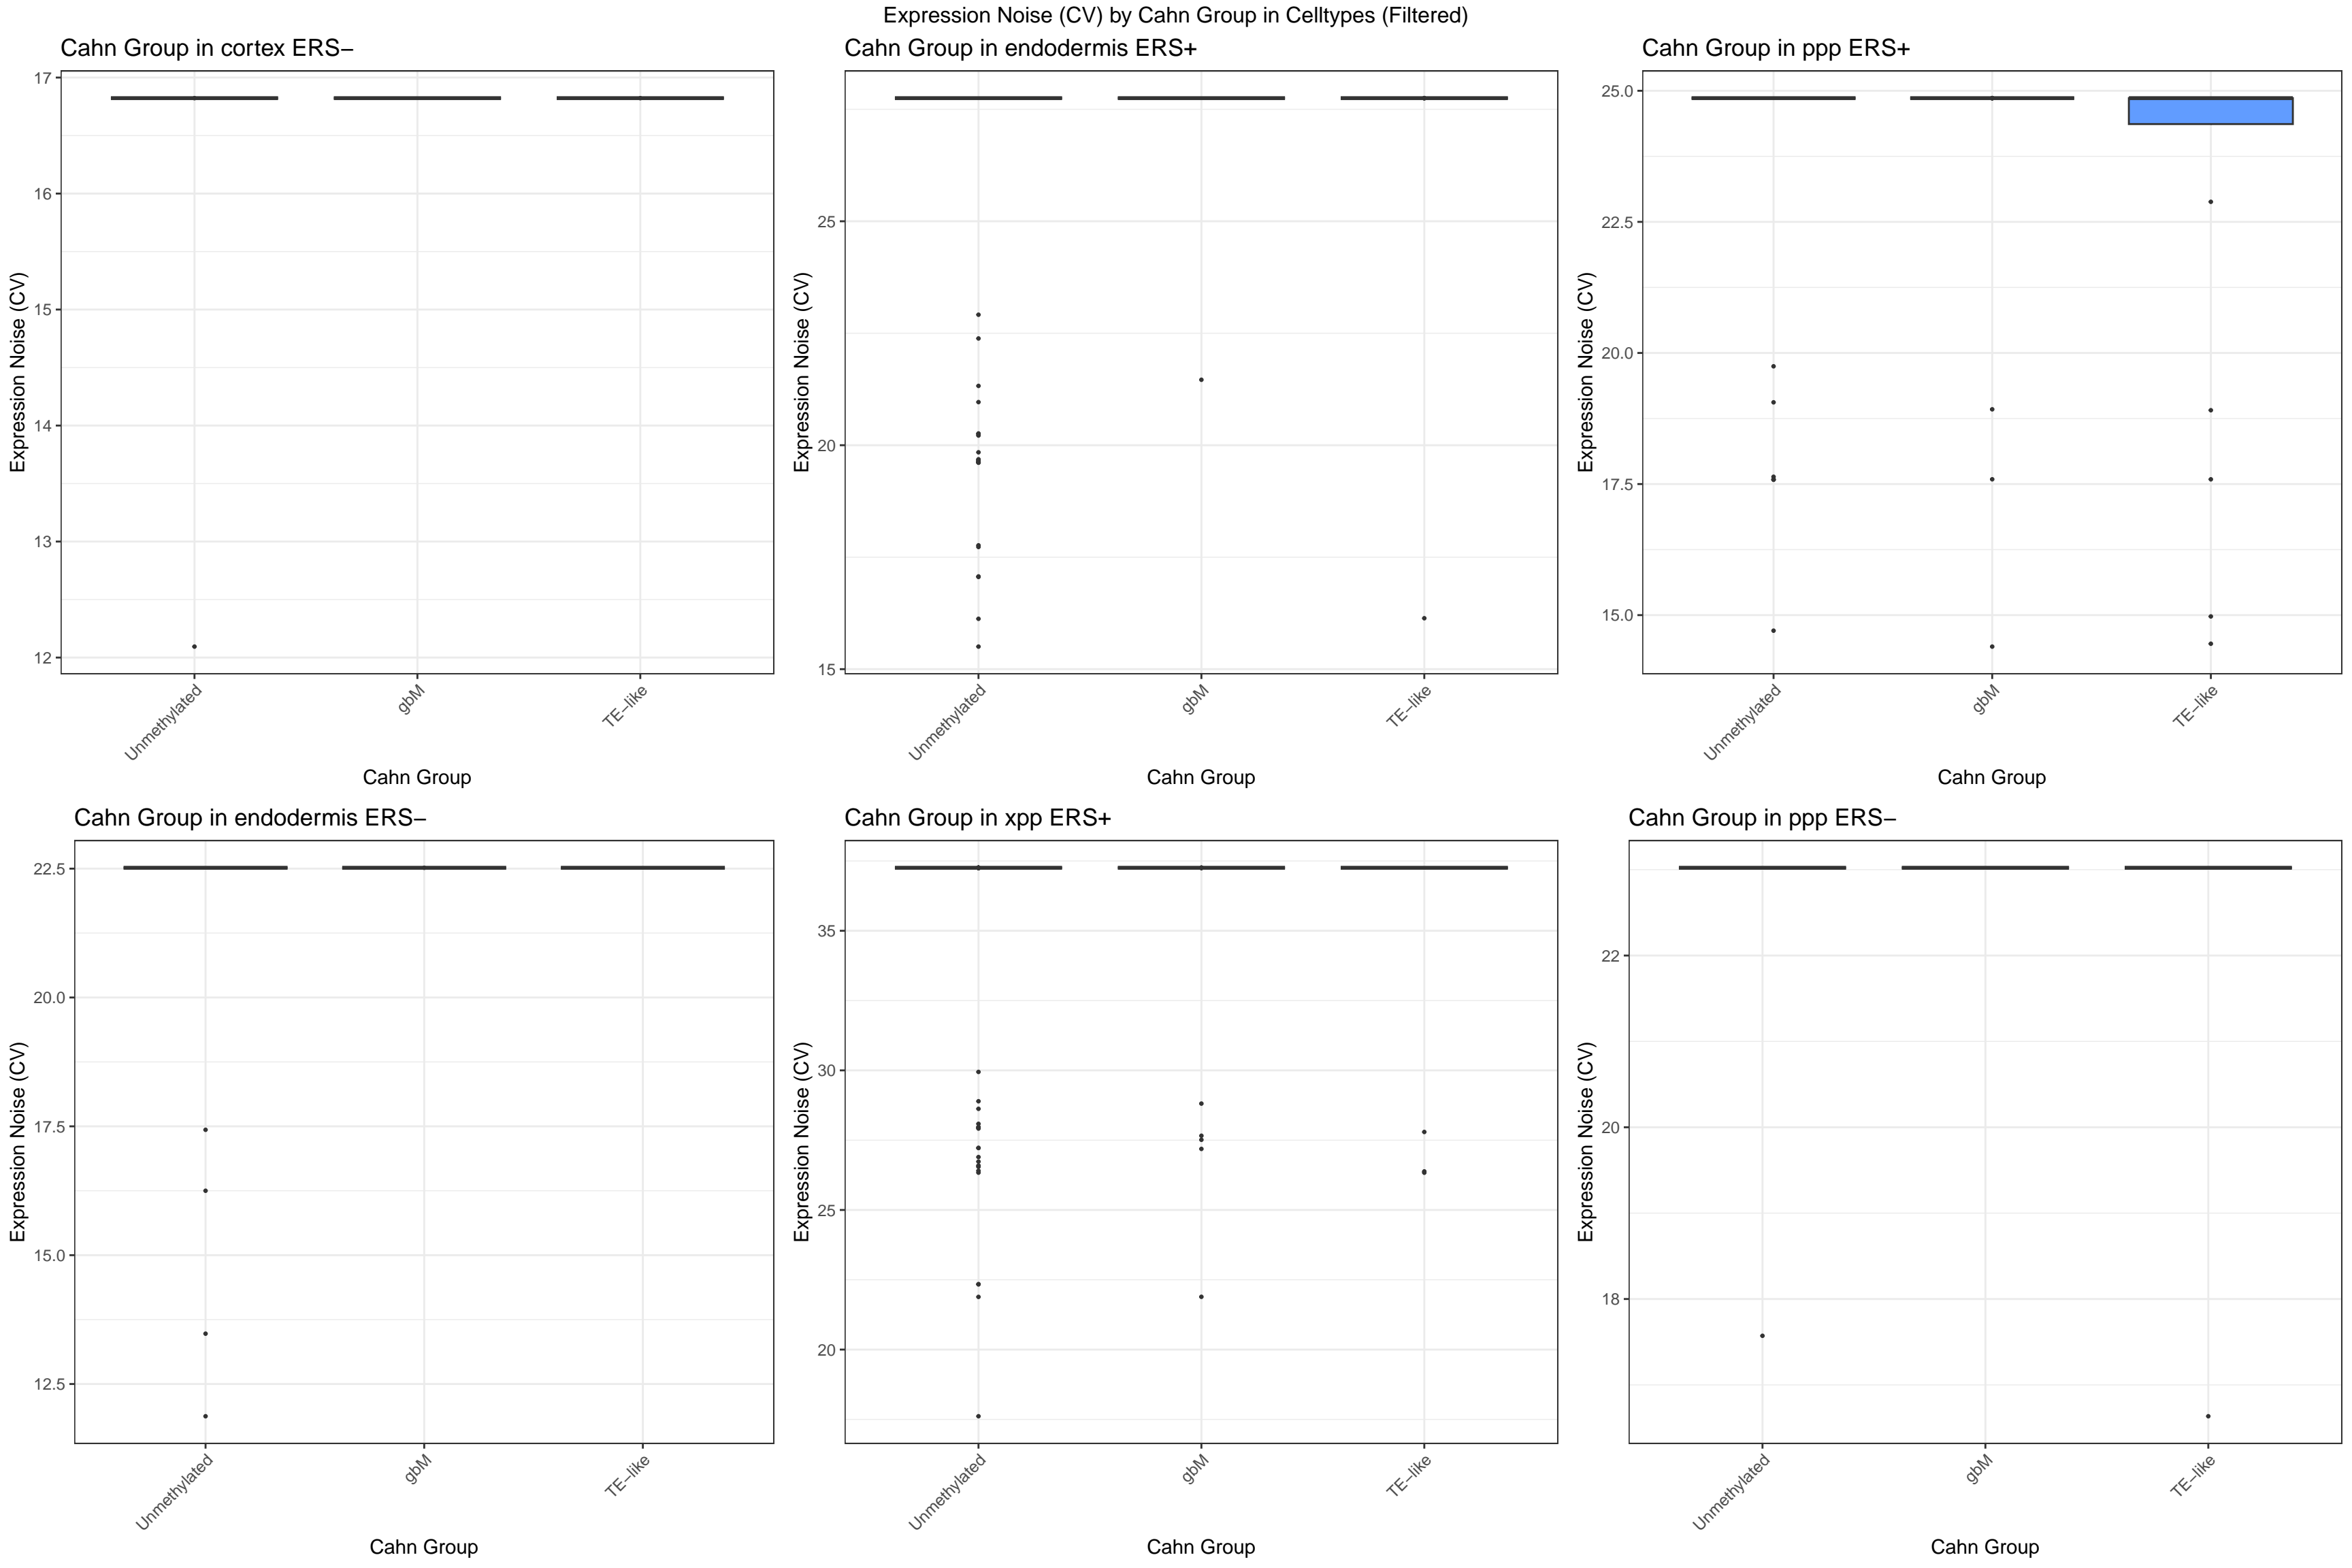 Expression Noise (CV) by Cahn Group in Celltypes (Filtered)
Cahn Group in cortex ERS−
Expression Noise (CV)
17
16
15
14
13
12
Unmethylated
gbM
TE−like
Cahn Group
Cahn Group in endodermis ERS+
Expression Noise (CV)
25
20
15
Unmethylated
gbM
TE−like
Cahn Group
Cahn Group in ppp ERS+
Expression Noise (CV)
25.0
22.5
20.0
17.5
15.0
Unmethylated
gbM
TE−like
Cahn Group
Cahn Group in endodermis ERS−
Expression Noise (CV)
22.5
20.0
17.5
15.0
12.5
Unmethylated
gbM
TE−like
Cahn Group
Cahn Group in xpp ERS+
Expression Noise (CV)
35
30
25
20
Unmethylated
gbM
TE−like
Cahn Group
Cahn Group in ppp ERS−
Expression Noise (CV)
22
20
18
Unmethylated
gbM
TE−like
Cahn Group